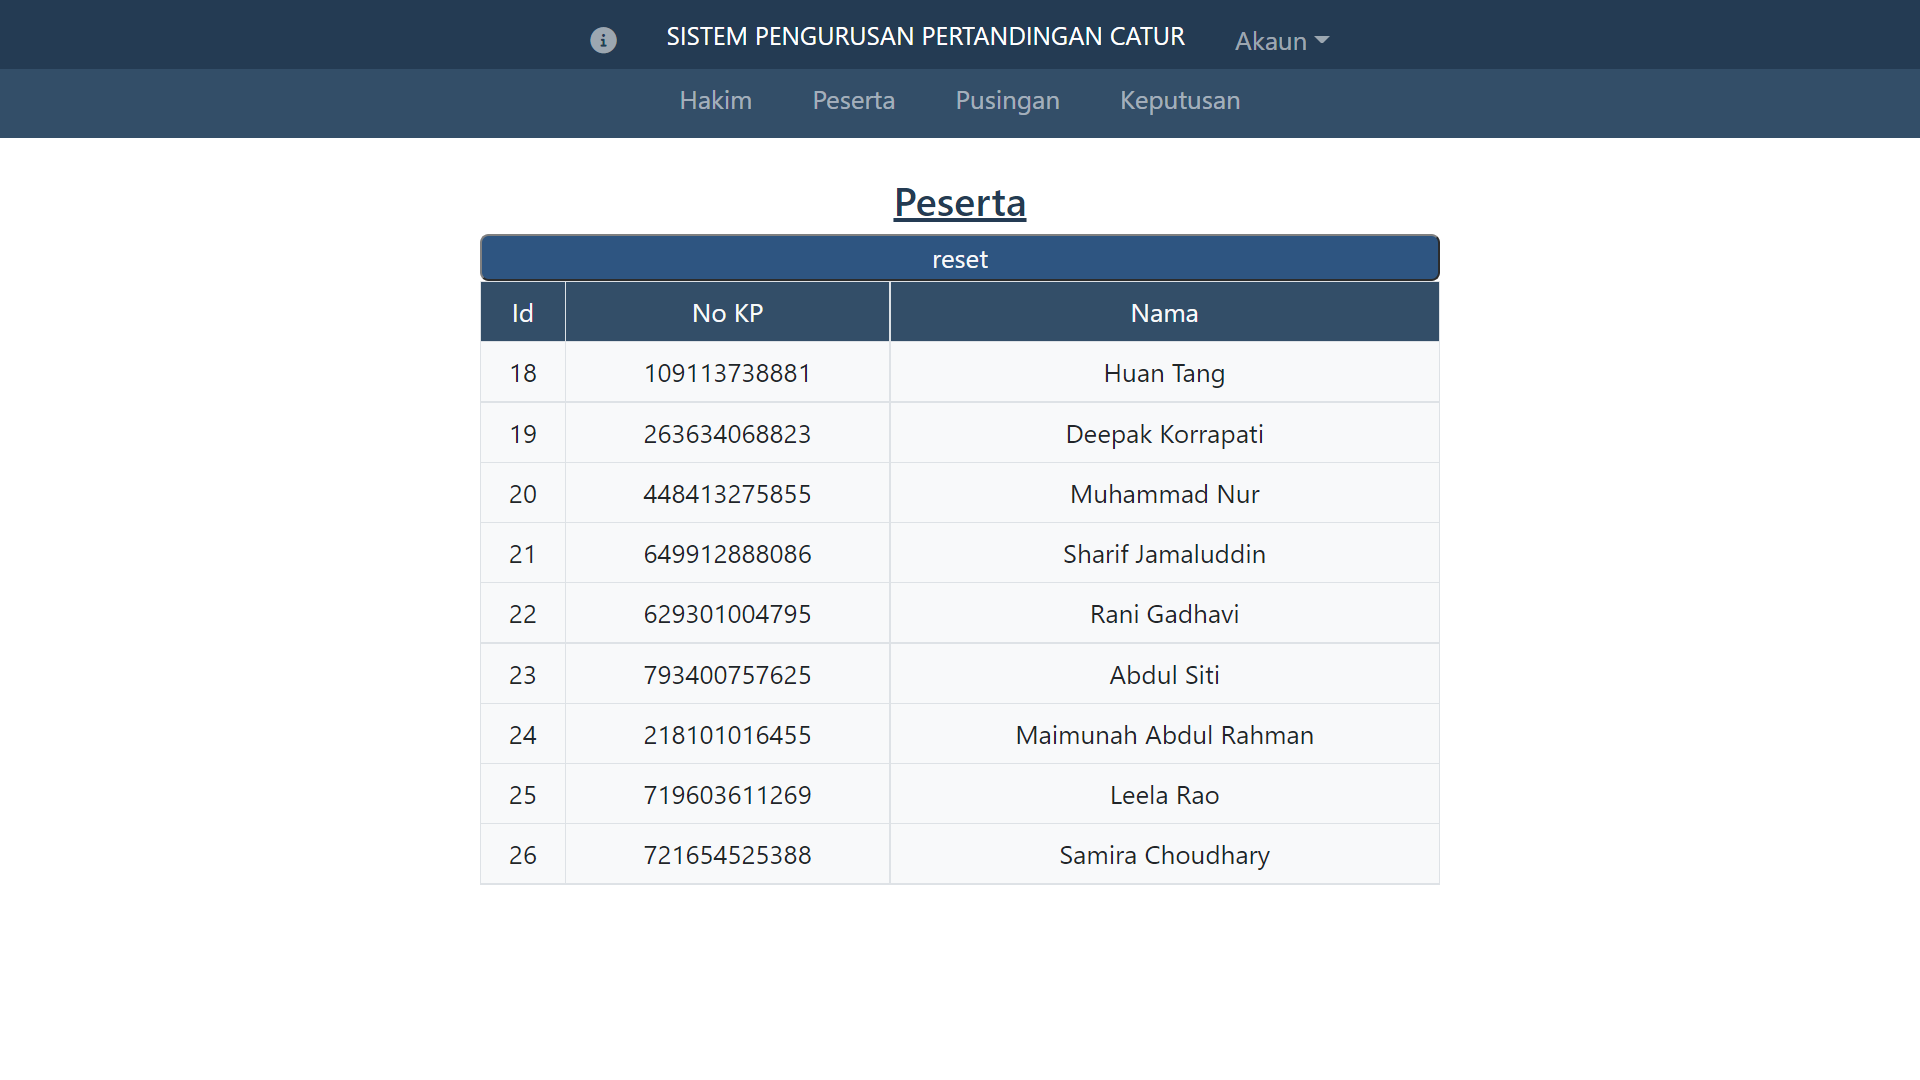 SISTEM PENGURUSAN PERTANDINGAN CATUR Akaun
Hakim Peserta Pusingan Keputusan
Peserta
reset
Id No KP Nama
18 109113738881 Huan Tang
19 263634068823 Deepak Korrapati
20 448413275855 Muhammad Nur
21 649912888086 Sharif Jamaluddin
22 629301004795 Rani Gadhavi
23 793400757625 Abdul Siti
24 218101016455 Maimunah Abdul Rahman
25 719603611269 Leela Rao
26 721654525388 Samira Choudhary